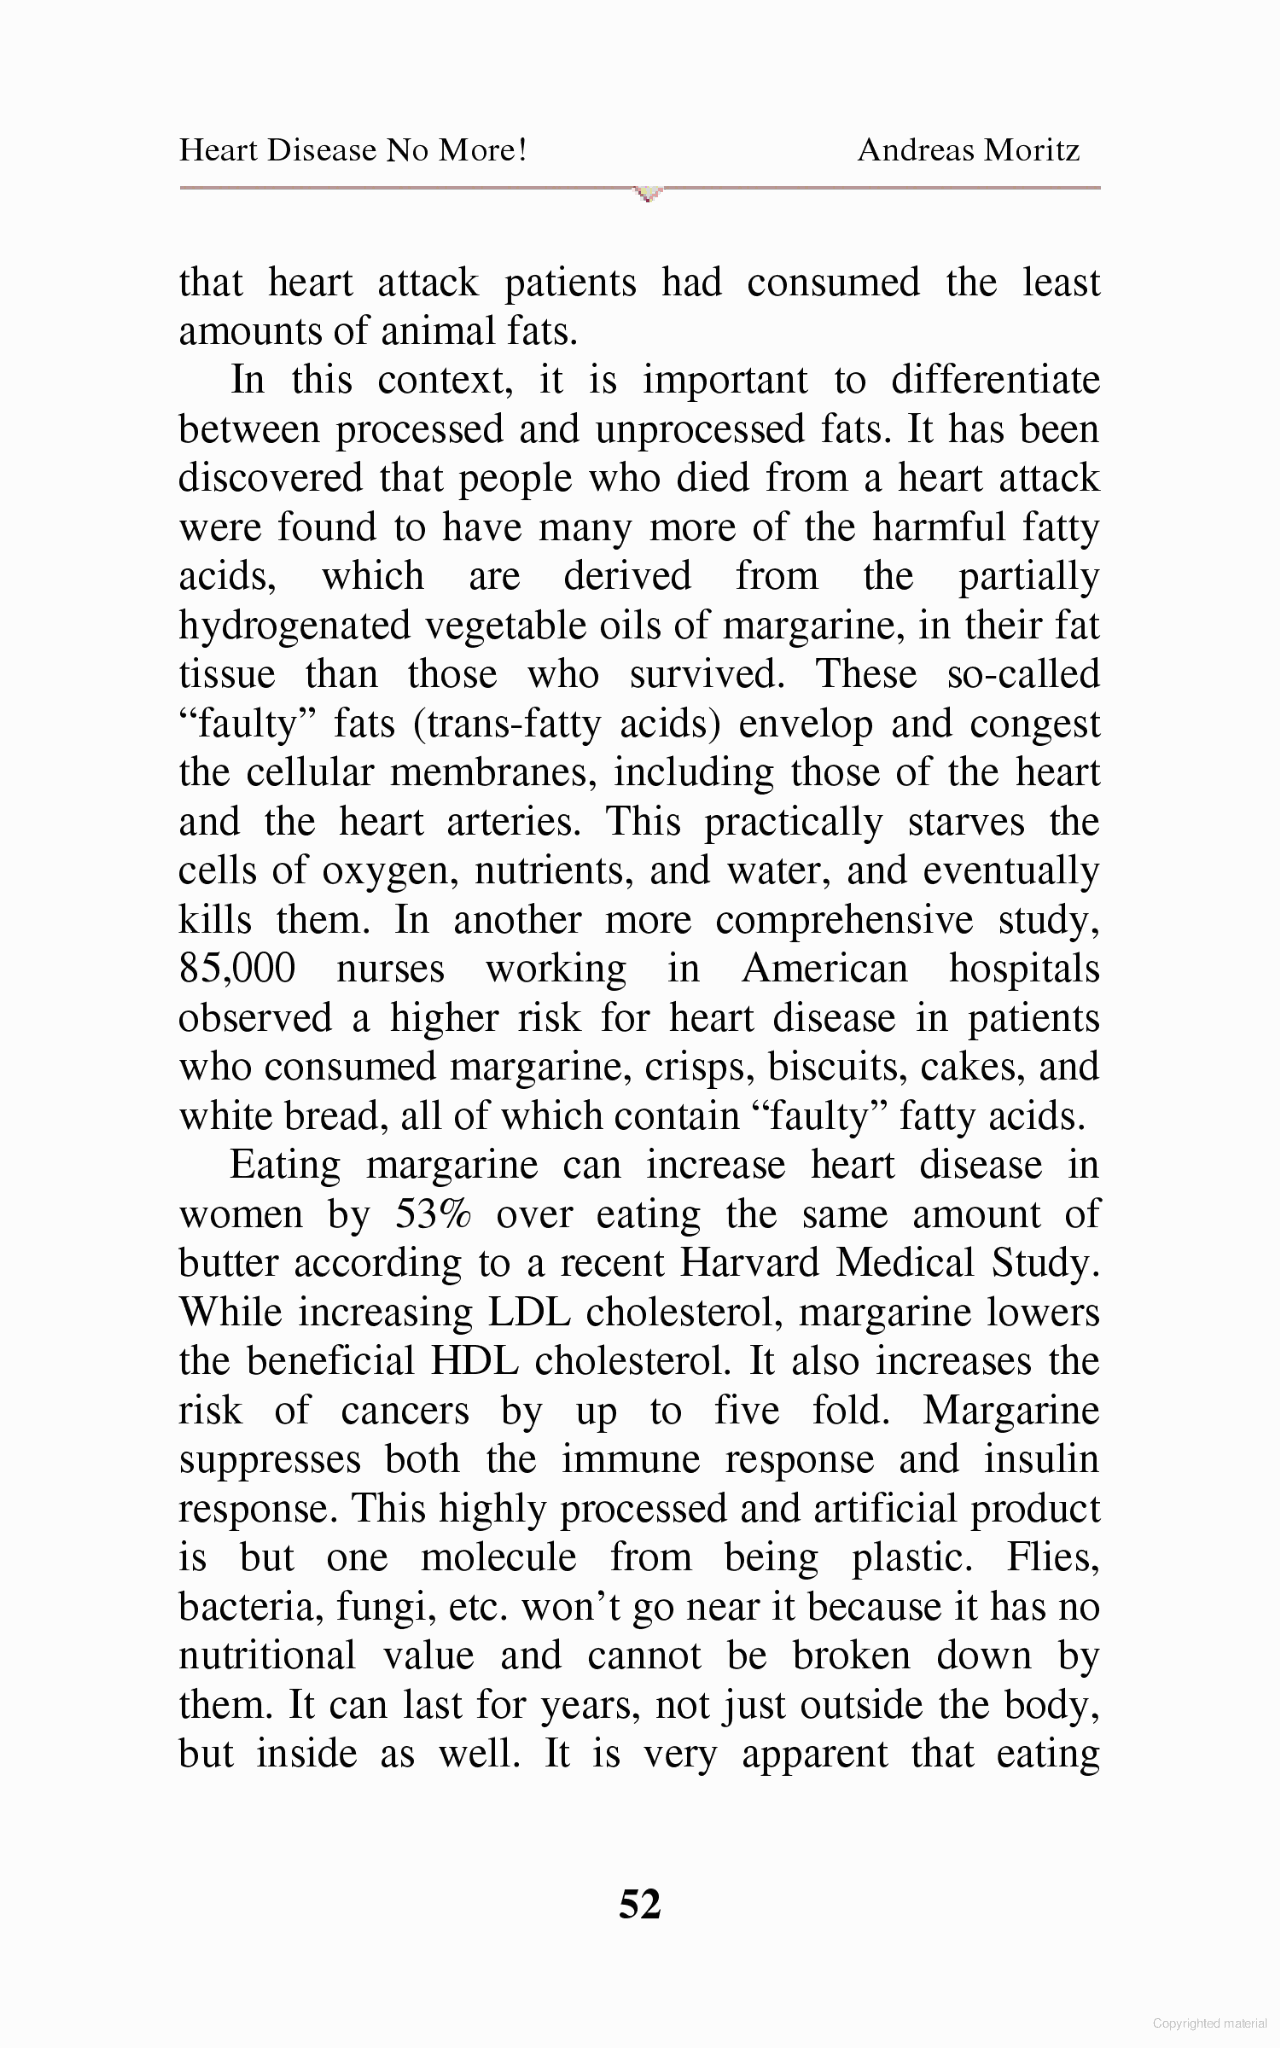 Heart Disease No More! Andreas Moritz
that heart attack patients had consumed the least
amounts of animal fats.
In this context, it is important to differentiate
between processed and unprocessed fats. It has been
discovered that people who died from a heart attack
were found to have many more of the harmful fatty
acids, which are derived from the partially
hydrogenated vegetable oils of margarine, in their fat
tissue than those who survived. These so-called
“faulty” fats (trans-fatty acids) envelop and congest
the cellular membranes, including those of the heart
and the heart arteries. This practically starves the
cells of oxygen, nutrients, and water, and eventually
kills them. In another more comprehensive study,
85,000 nurses working in American hospitals
observed a higher risk for heart disease in patients
who consumed margarine, crisps, biscuits, cakes, and
white bread, all of which contain “faulty” fatty acids.
Eating margarine can increase heart disease in
women by 53% over eating the same amount of
butter according to a recent Harvard Medical Study.
While increasing LDL cholesterol, margarine lowers
the beneficial HDL cholesterol. It also increases the
risk of cancers by up to five fold. Margarine
suppresses both the immune response and insulin
response. This highly processed and artificial product
is but one molecule from being plastic. Flies,
bacteria, fungi, etc. won’t go near it because it has no
nutritional value and cannot be broken down by
them. It can last for years, not just outside the body,
but inside as well. It is very apparent that eating
52
Copyrighted material